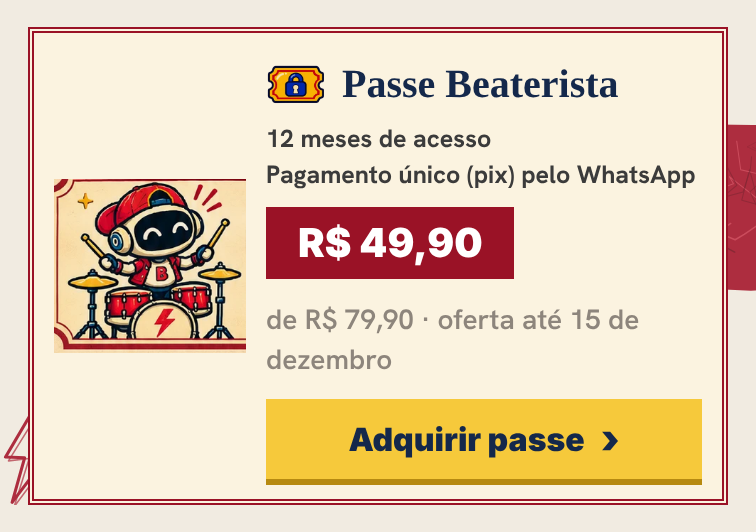 Passe Beaterista
12 meses de acesso
Pagamento único (pix) pelo WhatsApp
B
R$ 49,90
de R$ 79,90 · oferta até 15 de
dezembro
Adquirir passe ›